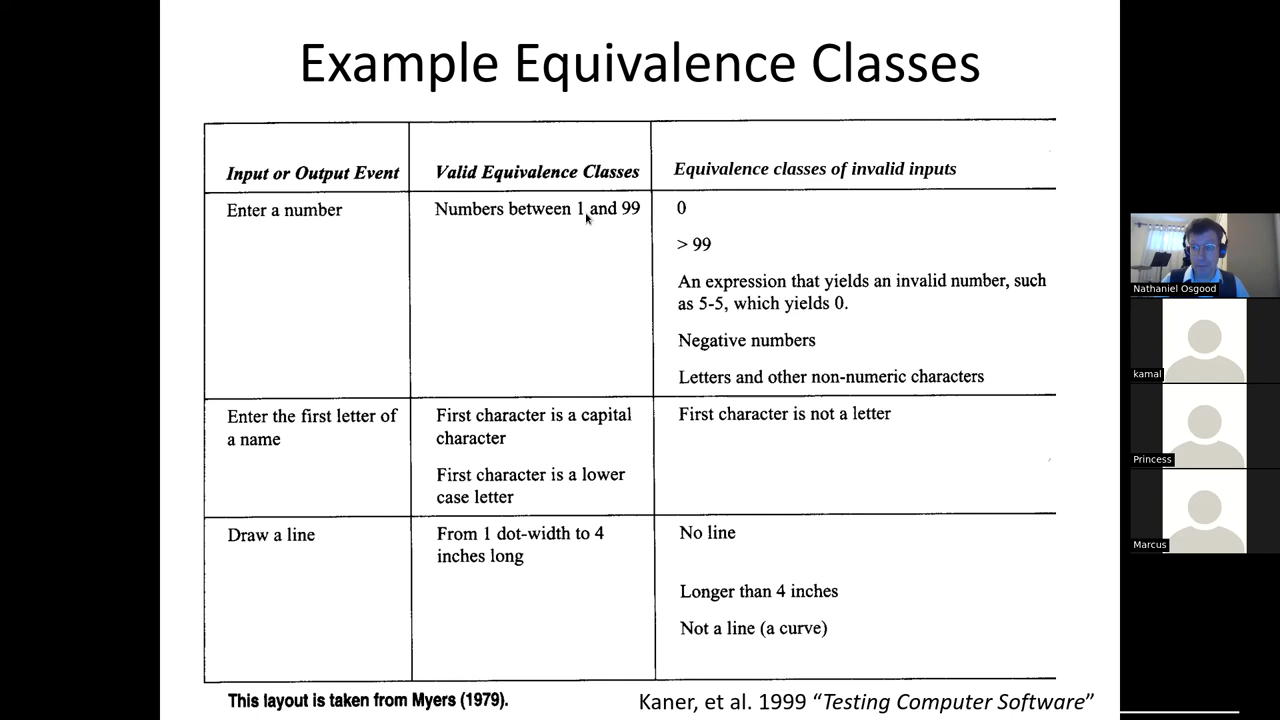 Example Equivalence Classes
Input or Output Event
Valid Equivalence Classes
Equivalence classes of invalid inputs
Enter a number
Numbers between 1 and 99
0
> 99
An expression that yields an invalid number, such
as 5-5, which yields 0.
Negative numbers
Letters and other non-numeric characters
Enter the first letter of
a name
First character is a capital
character
First character is a lower
case letter
First character is not a letter
Draw a line
From 1 dot-width to 4
inches long
No line
Longer than 4 inches
Not a line (a curve)
This layout is taken from Myers (1979).
Kaner, et al. 1999 “Testing Computer Software”
Nathaniel Osgood
kamal
Princess
Marcus